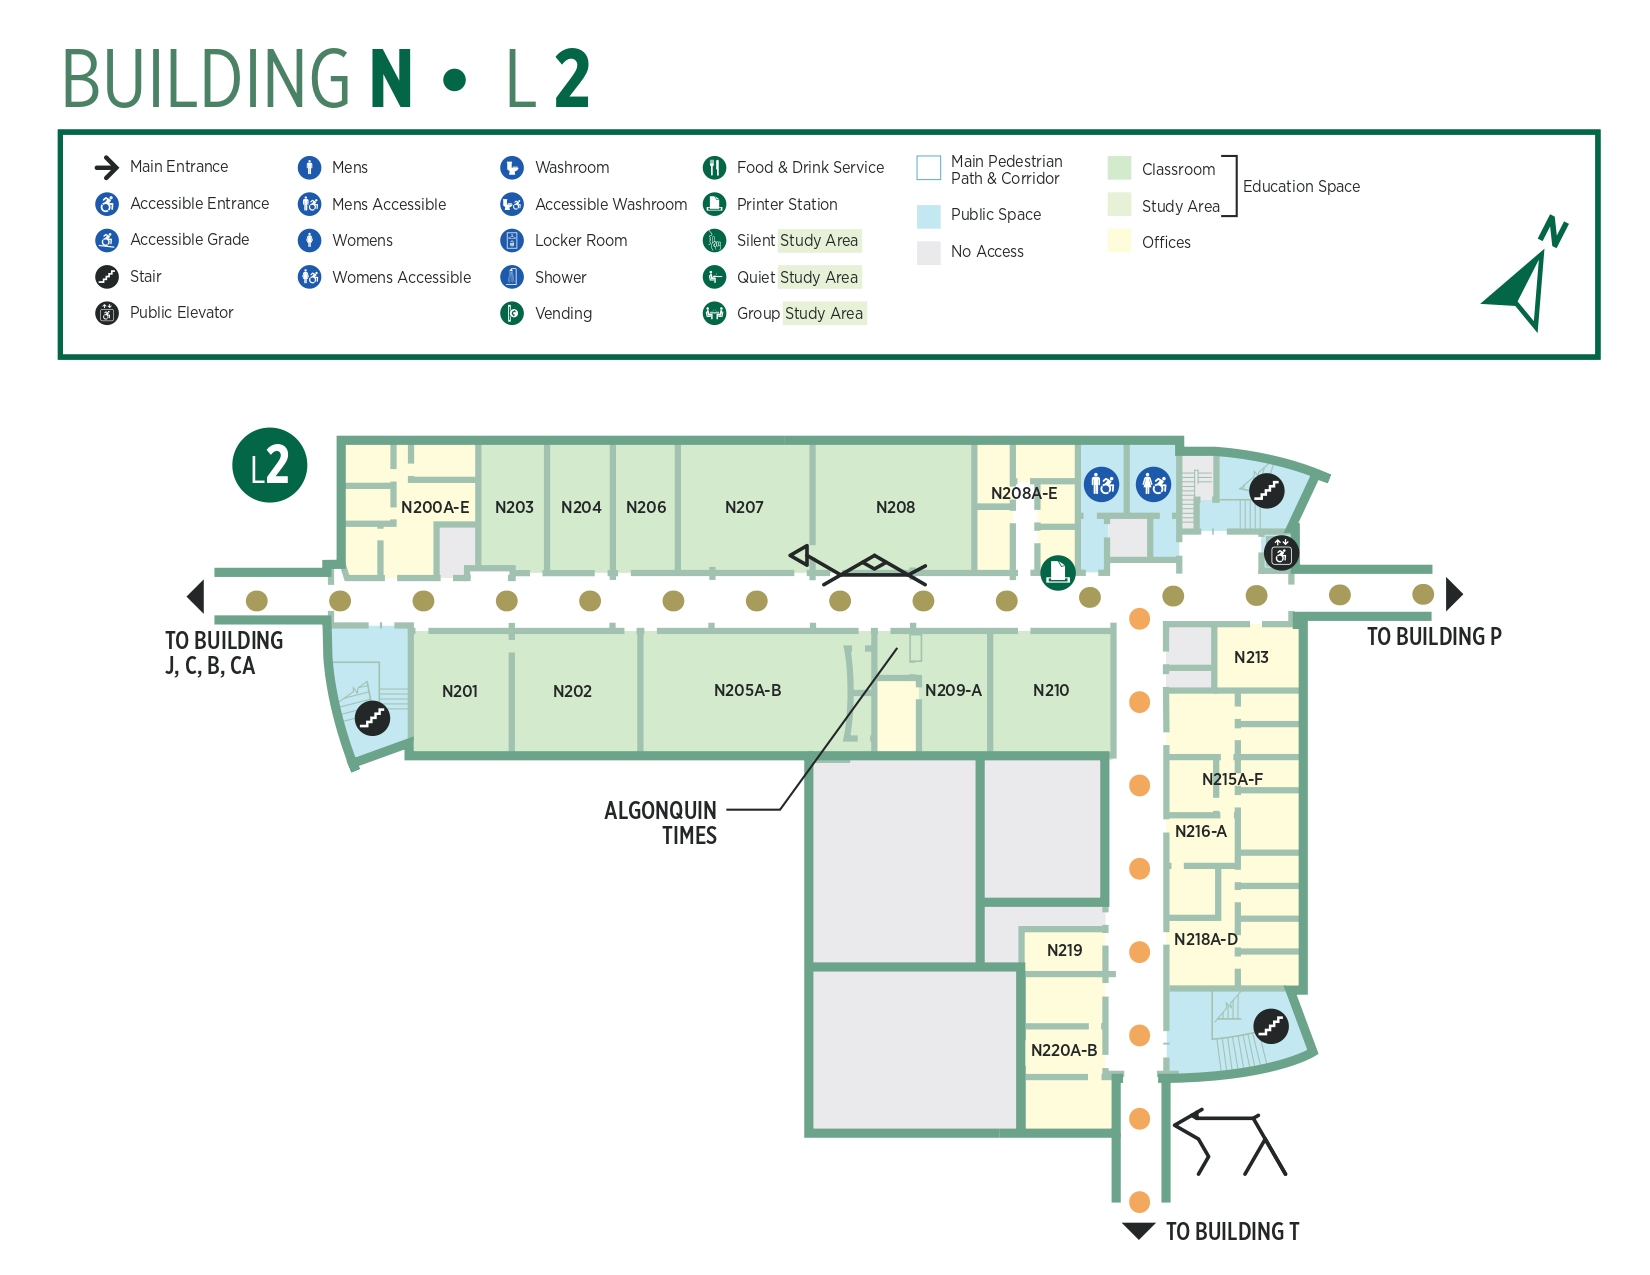 BUILDING N • L 2
Main Entrance
Accessible Entrance
Accessible Grade
Stair
Public Elevator
Mens
Mens Accessible
Womens
Womens Accessible
Washroom
Accessible Washroom
Locker Room
Shower
Vending
Food & Drink Service
Printer Station
Silent Study Area
Quiet Study Area
Group Study Area
Main Pedestrian
Path & Corridor
Public Space
No Access
Classroom
Study Area
Offices
Education Space
N
L2
N200A-E
N203
N204
N206
N207
N208
N208A-E
TO BUILDING
J, C, B, CA
TO BUILDING P
N201
N202
N205A-B
N209-A
N210
N213
N215A-F
N216-A
N218A-D
N219
N220A-B
ALGONQUIN
TIMES
TO BUILDING T